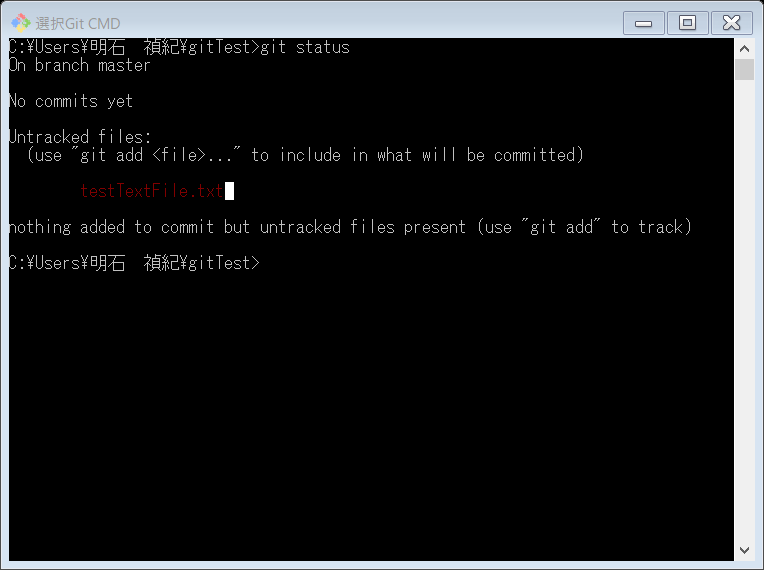 選択Git CMD
C:¥Users¥明石　禎紀¥gitTest>git status
On branch master
No commits yet
Untracked files:
(use "git add <file>..." to include in what will be committed)
testTextFile.txt
nothing added to commit but untracked files present (use "git add" to track)
C:¥Users¥明石　禎紀¥gitTest>